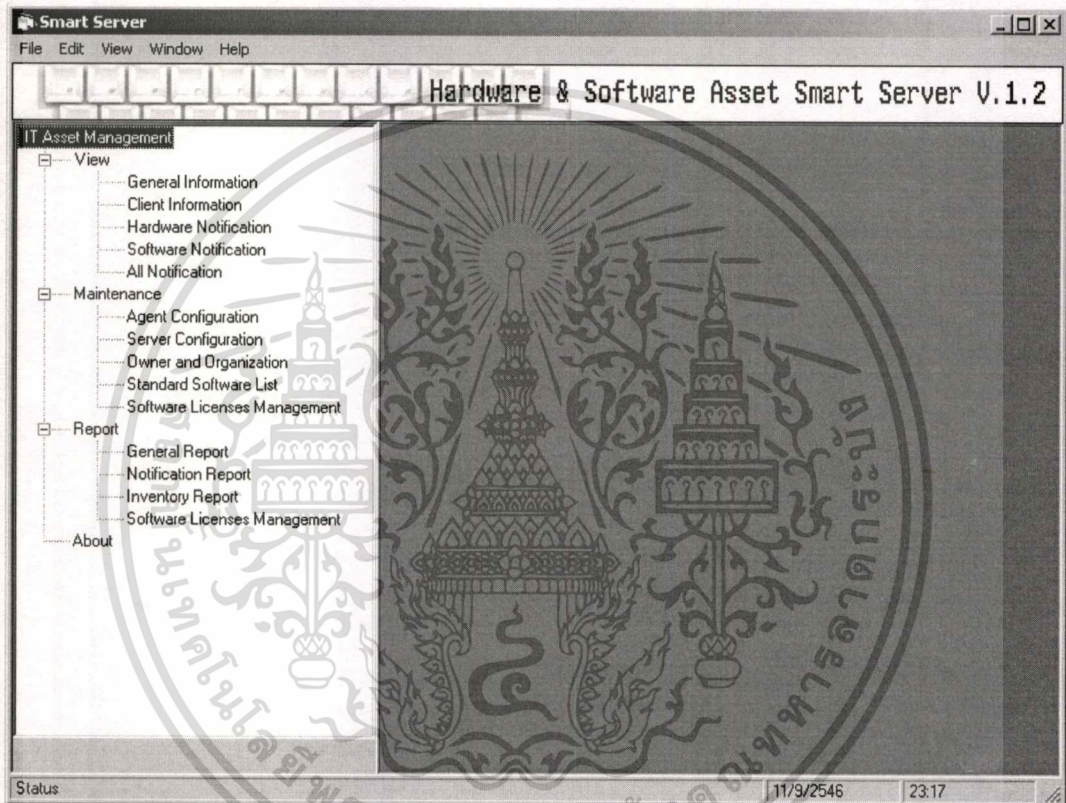 Smart Server
File Edit View Window Help
Hardware & Software Asset Smart Server V.1.2
IT Asset Management
View
General Information
Client Information
Hardware Notification
Software Notification
All Notification
Maintenance
Agent Configuration
Server Configuration
Owner and Organization
Standard Software List
Software Licenses Management
Report
General Report
Notification Report
Inventory Report
Software Licenses Management
About
Status 11/9/2546 23:17